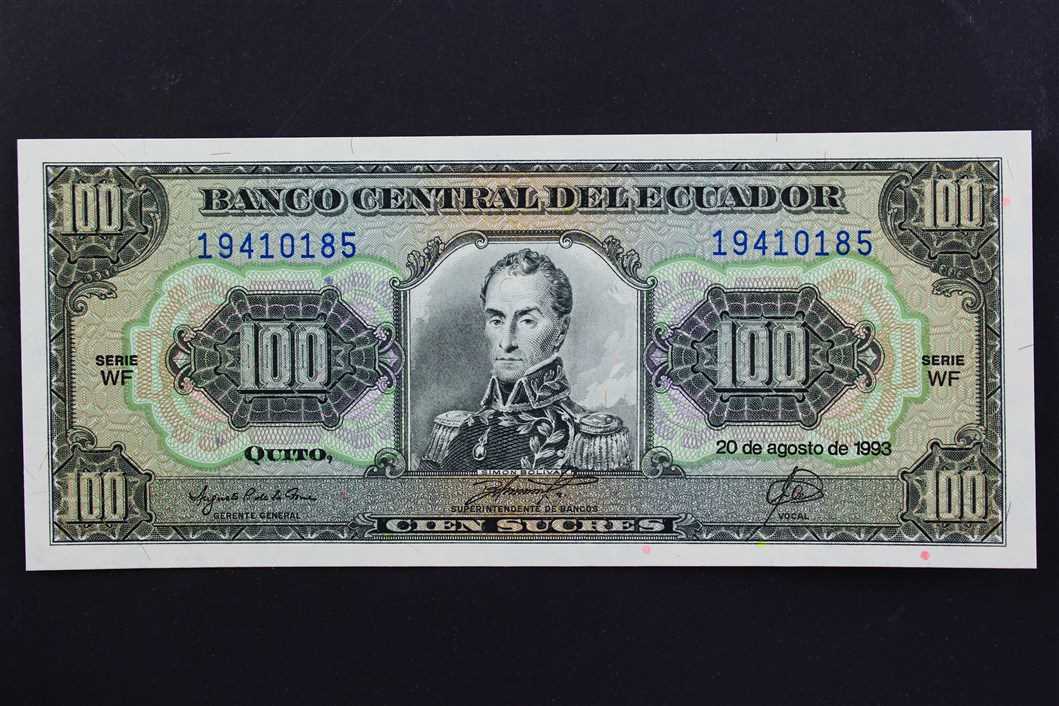 100 BANCO CENTRAL DEL ECUADOR 100
19410185 19410185
100 100
SERIE WF
SERIE WF
QUITO, 20 de agosto de 1993
SIMON BOLIVAR
100 100
GERENTE GENERAL SUPERINTENDENTE DE BANCOS VOCAL
CIEN SUCRES